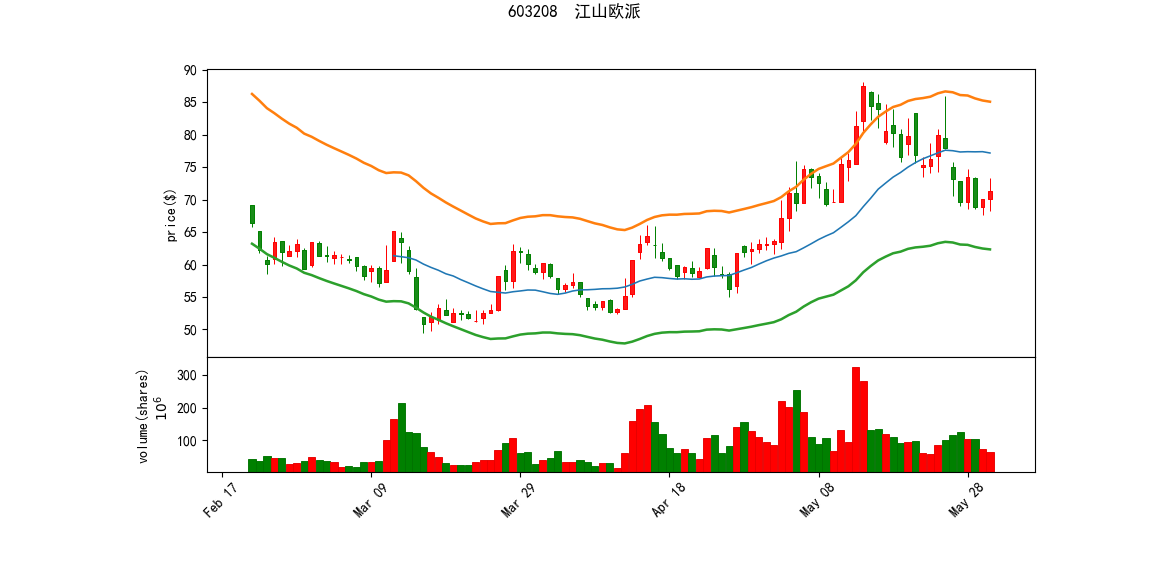 603208 江山欧派
price($)
90
85
80
75
70
65
60
55
50
volume(shares)
10^6
300
200
100
Feb 17
Mar 09
Mar 29
Apr 18
May 08
May 28